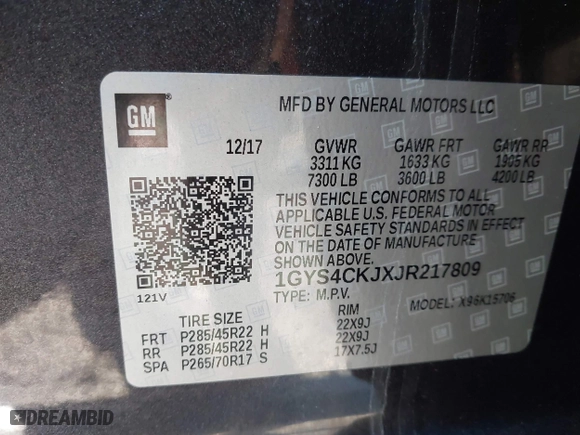 GM
®
MFD BY GENERAL MOTORS LLC
12/17 GVWR GAWR FRT GAWR RR
3311 KG 1633 KG 1905 KG
7300 LB 3600 LB 4200 LB
THIS VEHICLE CONFORMS TO ALL
APPLICABLE U.S. FEDERAL MOTOR
VEHICLE SAFETY STANDARDS IN EFFECT
ON THE DATE OF MANUFACTURE
SHOWN ABOVE.
1GYS4CKJXJR217809
121V
TYPE: M.P.V. MODEL: X96K15706
TIRE SIZE RIM
FRT P285/45R22 H 22X9J
RR P285/45R22 H 22X9J
SPA P265/70R17 S 17X7.5J
DREAMBID